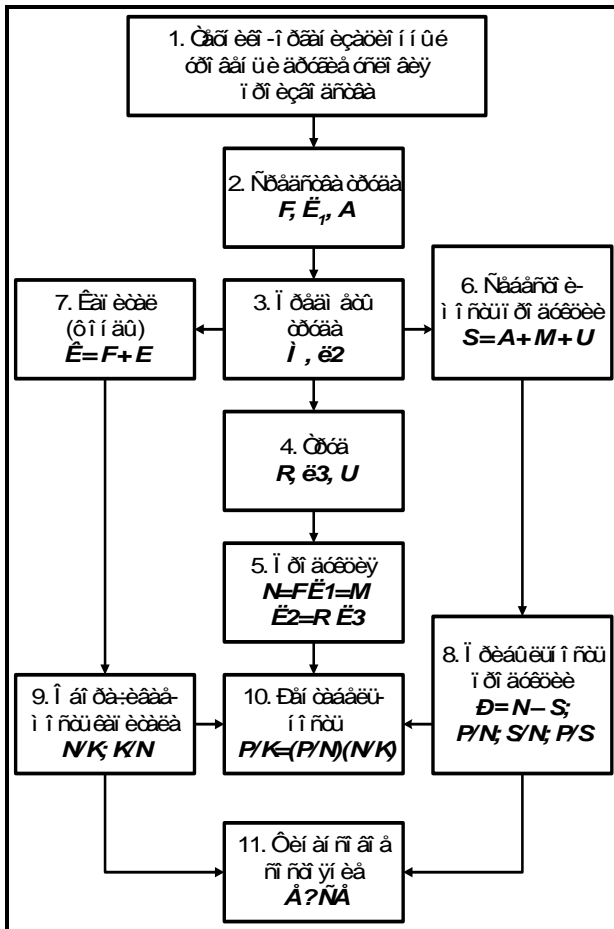 1. Òåõí èêî -î ðãàí èçàöèî í í ûé
óðî âåí ü è äðóãèå óñëî âèÿ
ï ðî èçâî äñòâà
2. Ñðåäñòâà òðóäà
F, Ë1, A
3. Ï ðåäì åòû
òðóäà
Ì , ë2
7. Êàï èòàë
(ôî í äû)
Ê= F+ E
6. Ñåáåñòî è-
ì î ñòü ï ðî äóêöèè
S= A+ M+ U
4. Òðóä
R, ë3, U
5. Ï ðî äóêöèÿ
N=FË1=M
Ë2=R Ë3
8. Ï ðèáûëüí î ñòü
ï ðî äóêöèè
Ð= N– S;
P/N; S/N; P/S
9. Î áî ðà÷èâàå-
ì î ñòü êàï èòàëà
N/K; K/N
10. Ðåí òàáåëü-
í î ñòü
P/K=(P/N)(N/K)
11. Ôèí àí ñî âî å
ñî ñòî ÿí èå
Å?ÑÅ